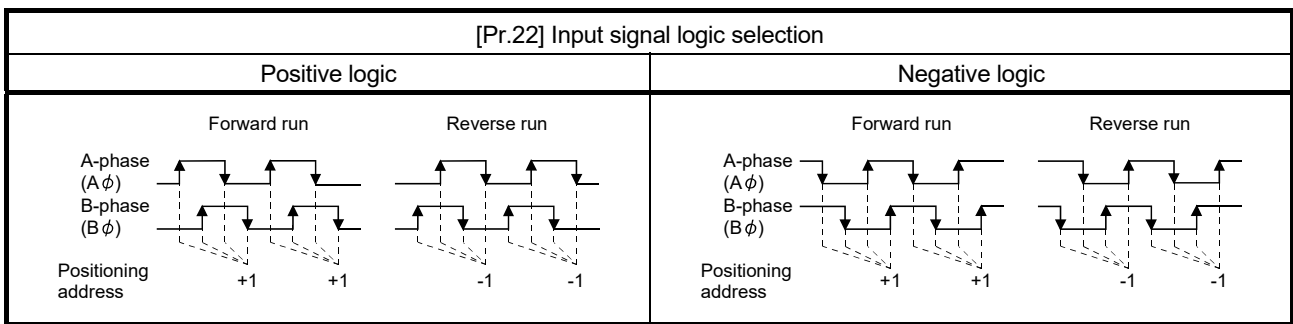 [Pr.22] Input signal logic selection
Positive logic
Negative logic
Forward run
Reverse run
A-phase
(Aϕ)
B-phase
(Bϕ)
Positioning
address
+1
+1
-1
-1
Forward run
Reverse run
A-phase
(Aϕ)
B-phase
(Bϕ)
Positioning
address
+1
+1
-1
-1